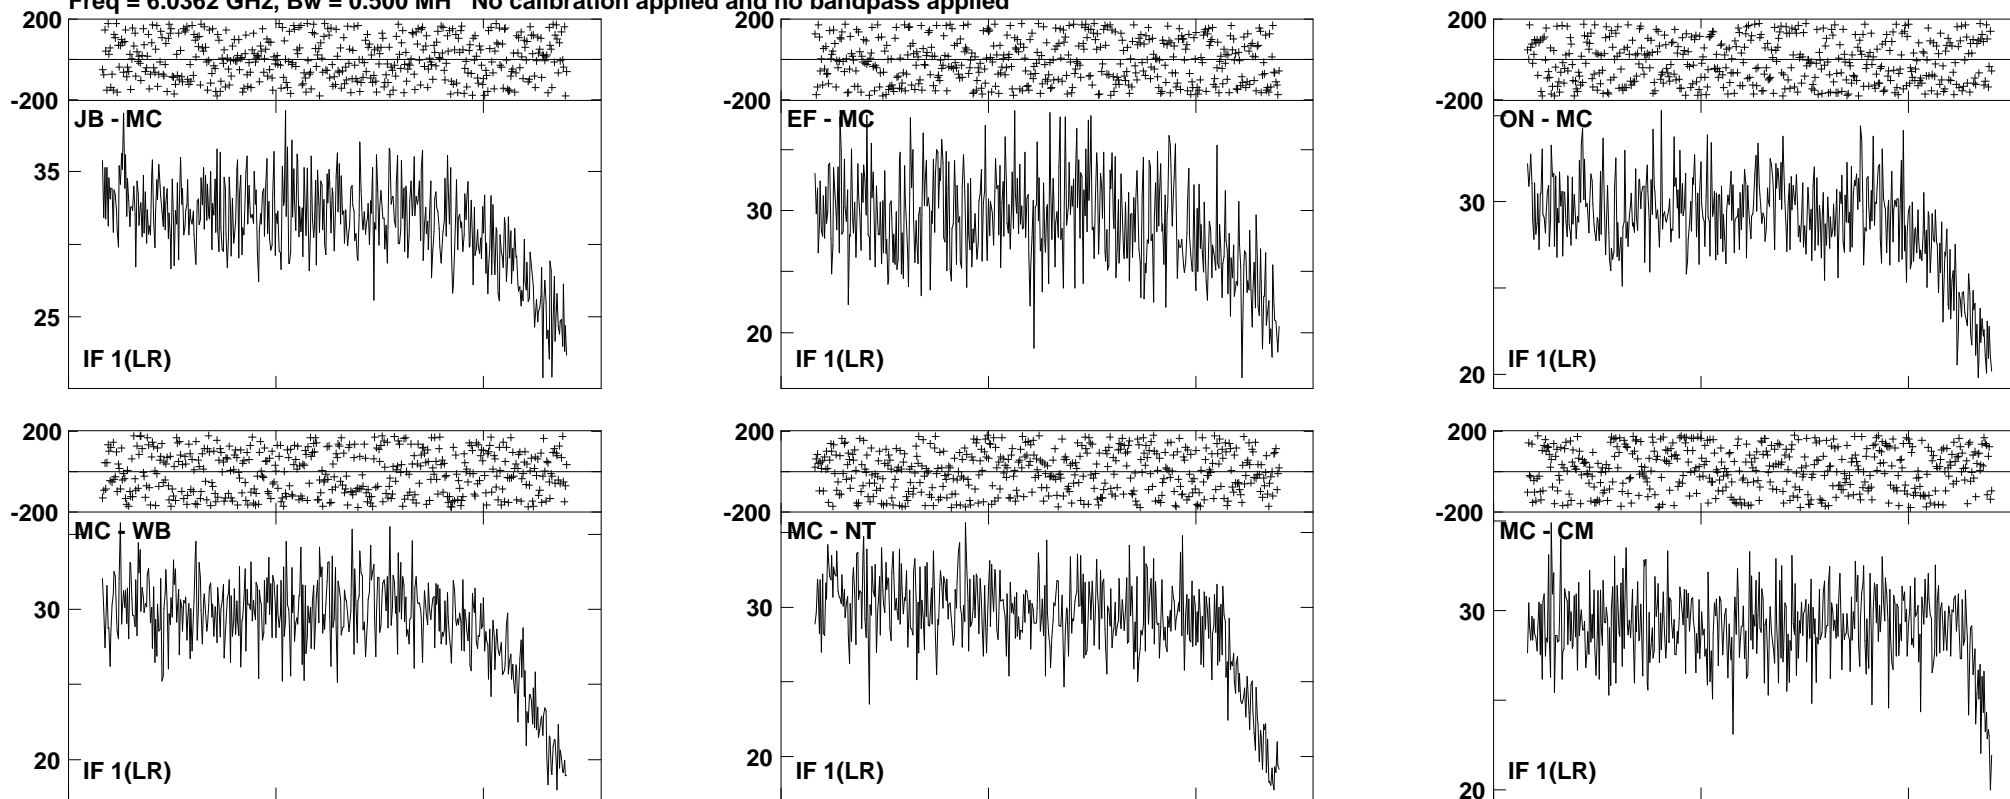 Freq = 6.0362 GHz, Bw = 0.500 MH No calibration applied and no bandpass applied
200
-200
JB - MC
35
25
IF 1(LR)
200
-200
EF - MC
30
20
IF 1(LR)
200
-200
ON - MC
30
20
IF 1(LR)
200
-200
MC - WB
30
20
IF 1(LR)
200
-200
MC - NT
30
20
IF 1(LR)
200
-200
MC - CM
30
20
IF 1(LR)